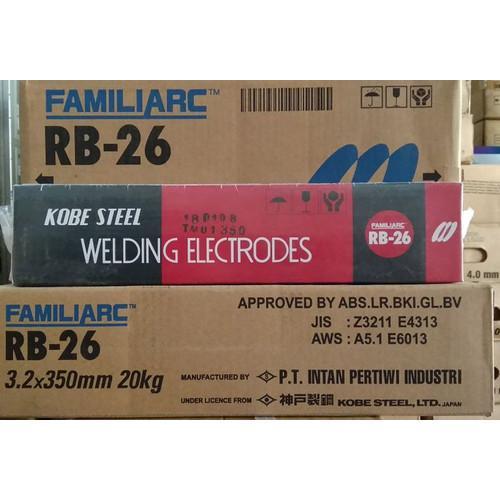 FAMILIARC™
RB-26
KOBE STEEL
WELDING ELECTRODES
FAMILIARC
RB-26
4.0 mm
FAMILIARC™
RB-26
3.2x350mm 20kg
APPROVED BY ABS.LR.BKI.GL.BV
JIS : Z3211 E4313
AWS : A5.1 E6013
MANUFACTURED BY S P.T. INTAN PERTIWI INDUSTRI
UNDER LICENCE FROM 神戸製鋼 KOBE STEEL, LTD. JAPAN